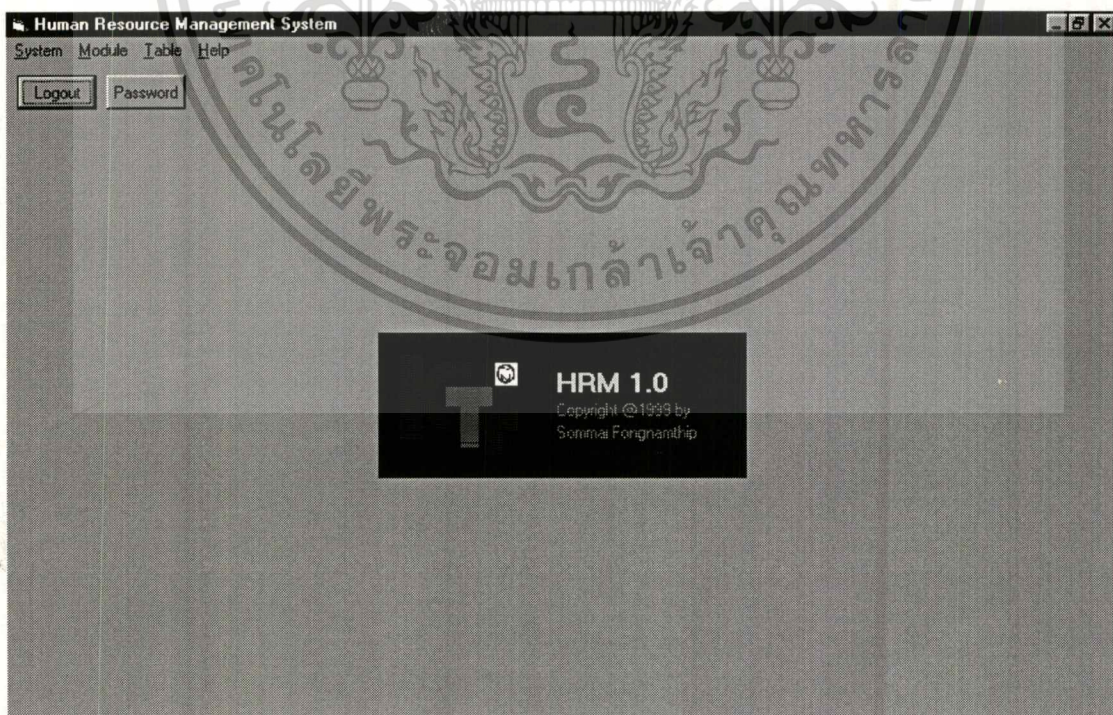 Human Resource Management System
System Module Table Help
Logout Password
T
HRM 1.0
Copyright @1999 by
Sommai Fongnamthip
คโนโลยีพระจอมเกล้าเจ้าคุณทหารล